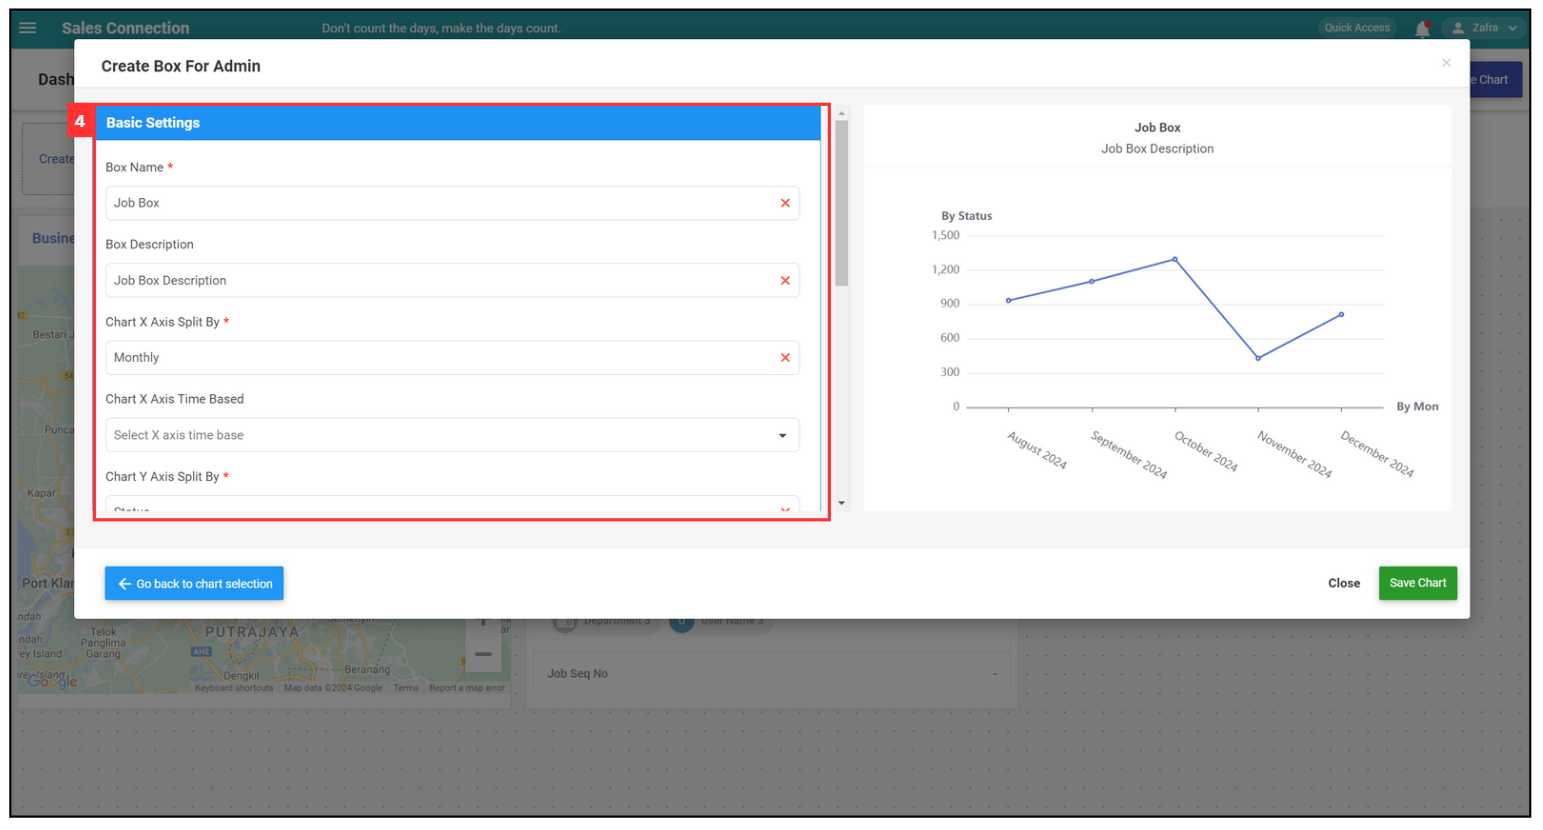 Sales Connection
Don't count the days, make the days count.
Quick Access
Zafra
Dash
e Chart
Create Box For Admin
×
4
Basic Settings
Box Name *
Job Box
Box Description
Job Box Description
Chart X Axis Split By *
Monthly
Chart X Axis Time Based
Select X axis time base
Chart Y Axis Split By *
Status
Job Box
Job Box Description
By Status
1,500
1,200
900
600
300
0
By Mon
August 2024
September 2024
October 2024
November 2024
December 2024
Go back to chart selection
Close
Save Chart
Create
Busine
Bestari J
Punca
Kapar
Port Klan
ndah
ndah
Telok
Panglima
Garang
ey Island
PUTRAJAYA
AH2
Dengkil
Beranang
Google
Keyboard shortcuts
Map data ©2024 Google
Terms
Report a map error
Department 3
User Name 3
Job Seq No
-